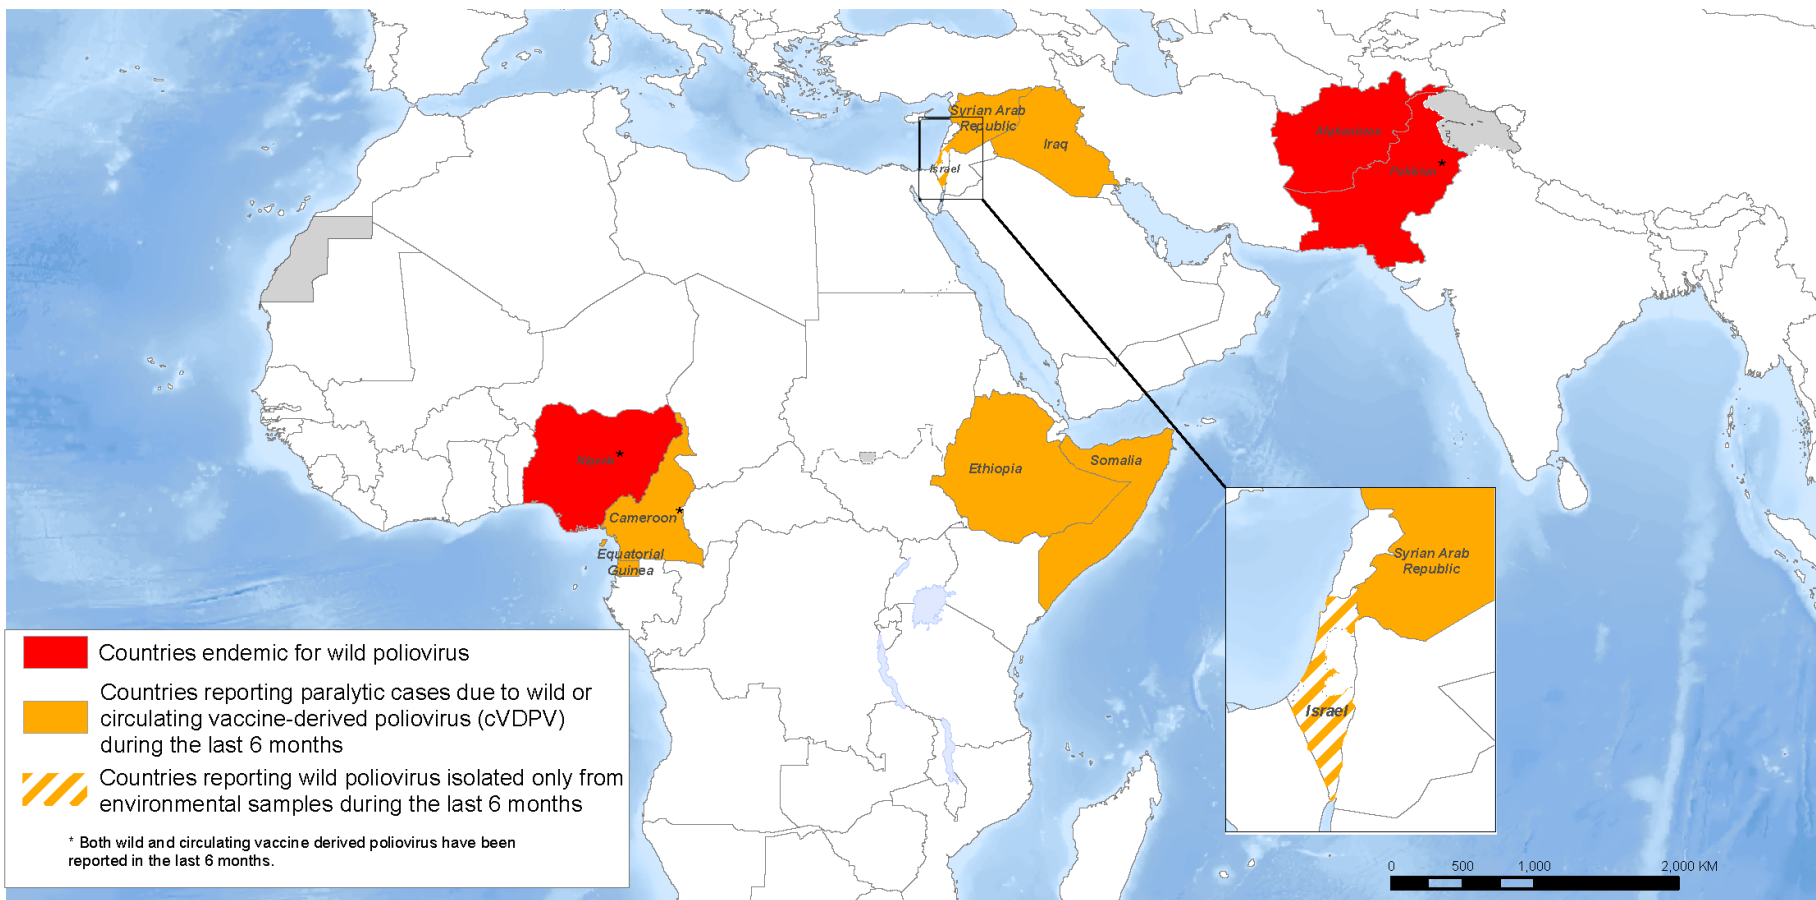 Syrian Arab
Republic
Iraq
Israel
Afghanistan
Pakistan *
Nigeria *
Cameroon *
Equatorial
Guinea
Ethiopia
Somalia
Syrian Arab
Republic
Israel
Countries endemic for wild poliovirus
Countries reporting paralytic cases due to wild or
circulating vaccine-derived poliovirus (cVDPV)
during the last 6 months
Countries reporting wild poliovirus isolated only from
environmental samples during the last 6 months
* Both wild and circulating vaccine derived poliovirus have been
reported in the last 6 months.
0 500 1,000 2,000 KM